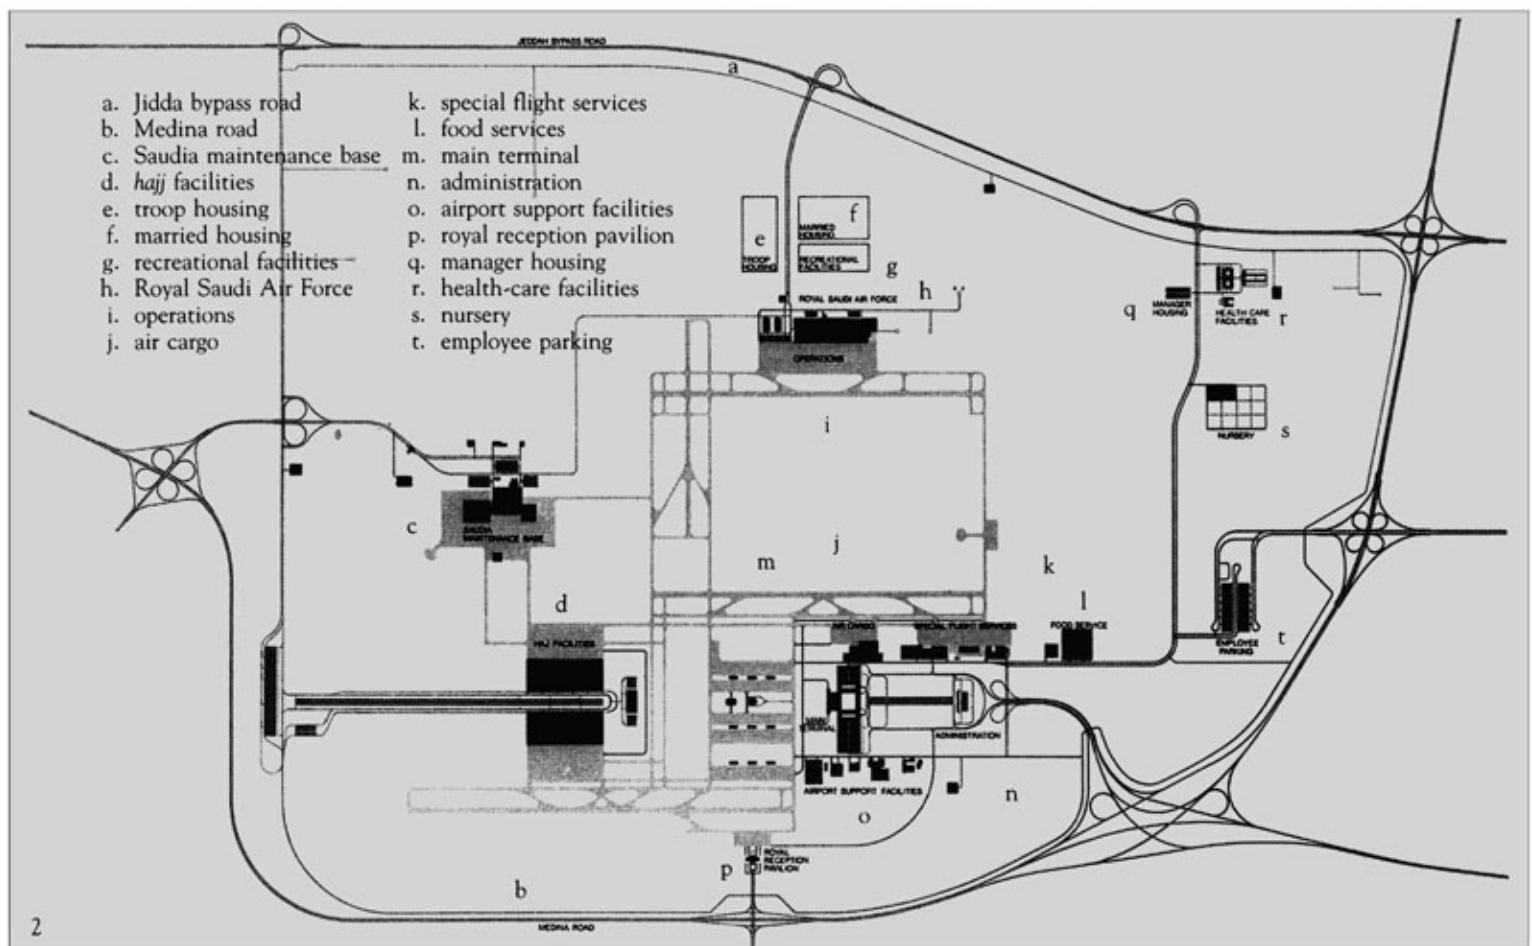 JEDDAH BYPASS ROAD
a
a. Jidda bypass road
b. Medina road
c. Saudia maintenance base
d. hajj facilities
e. troop housing
f. married housing
g. recreational facilities
h. Royal Saudi Air Force
i. operations
j. air cargo
k. special flight services
l. food services
m. main terminal
n. administration
o. airport support facilities
p. royal reception pavilion
q. manager housing
r. health-care facilities
s. nursery
t. employee parking
e
TROOP
HOUSING
f
MARRIED
HOUSING
RECREATIONAL
FACILITIES
g
h
ROYAL SAUDI AIR FORCE
OPERATIONS
q
MANAGER
HOUSING
HEALTH CARE
FACILITIES
r
i
NURSERY
s
c
SAUDIA
MAINTENANCE BASE
j
m
k
d
l
HAJ FACILITIES
AIR CARGO
SPECIAL FLIGHT SERVICES
FOOD SERVICE
EMPLOYEE
PARKING
t
MAIN
TERMINAL
ADMINISTRATION
AIRPORT SUPPORT FACILITIES
n
o
ROYAL
RECEPTION
PAVILION
p
b
MEDINA ROAD
2